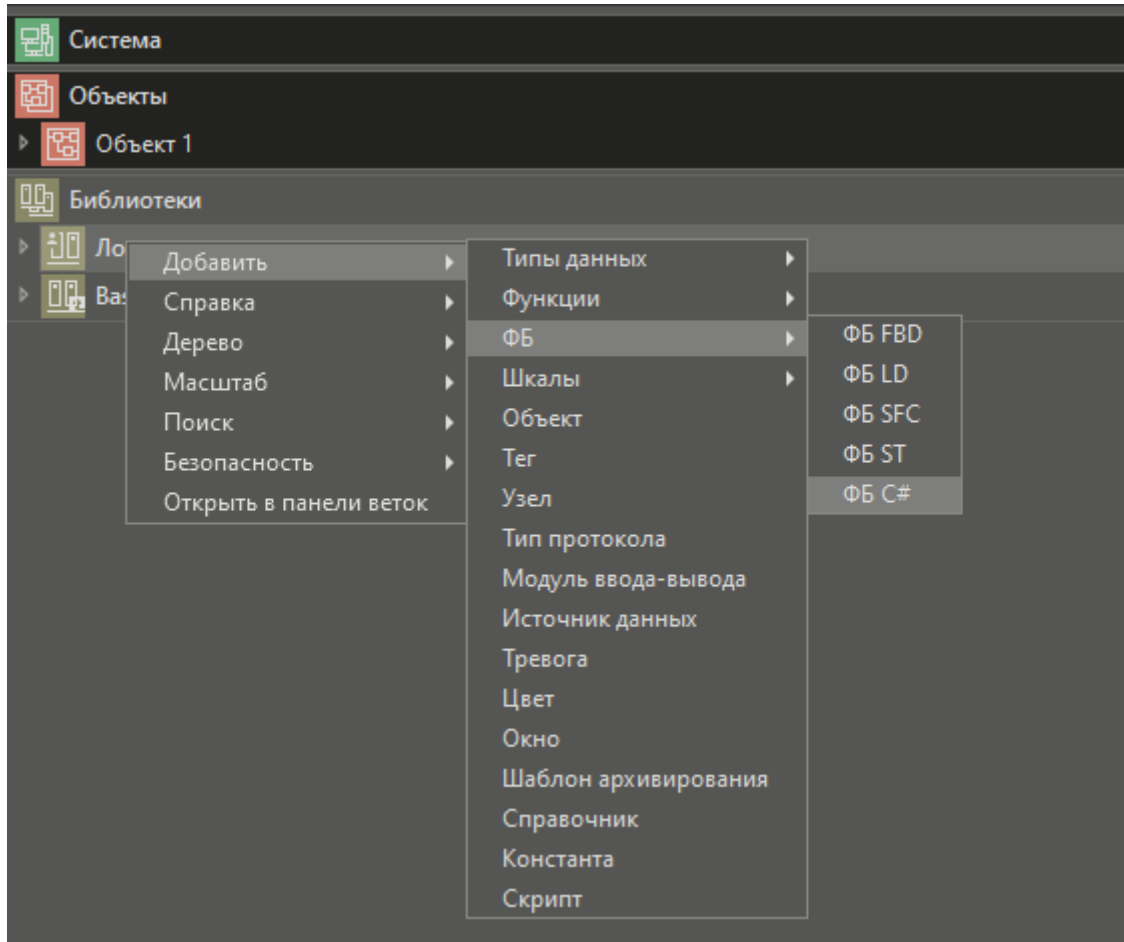 Система
Объекты
Объект 1
Библиотеки
Ло
Bas
Добавить
Справка
Дерево
Масштаб
Поиск
Безопасность
Открыть в панели веток
Типы данных
Функции
ФБ
Шкалы
Объект
Тег
Узел
Тип протокола
Модуль ввода-вывода
Источник данных
Тревога
Цвет
Окно
Шаблон архивирования
Справочник
Константа
Скрипт
ФБ FBD
ФБ LD
ФБ SFC
ФБ ST
ФБ C#